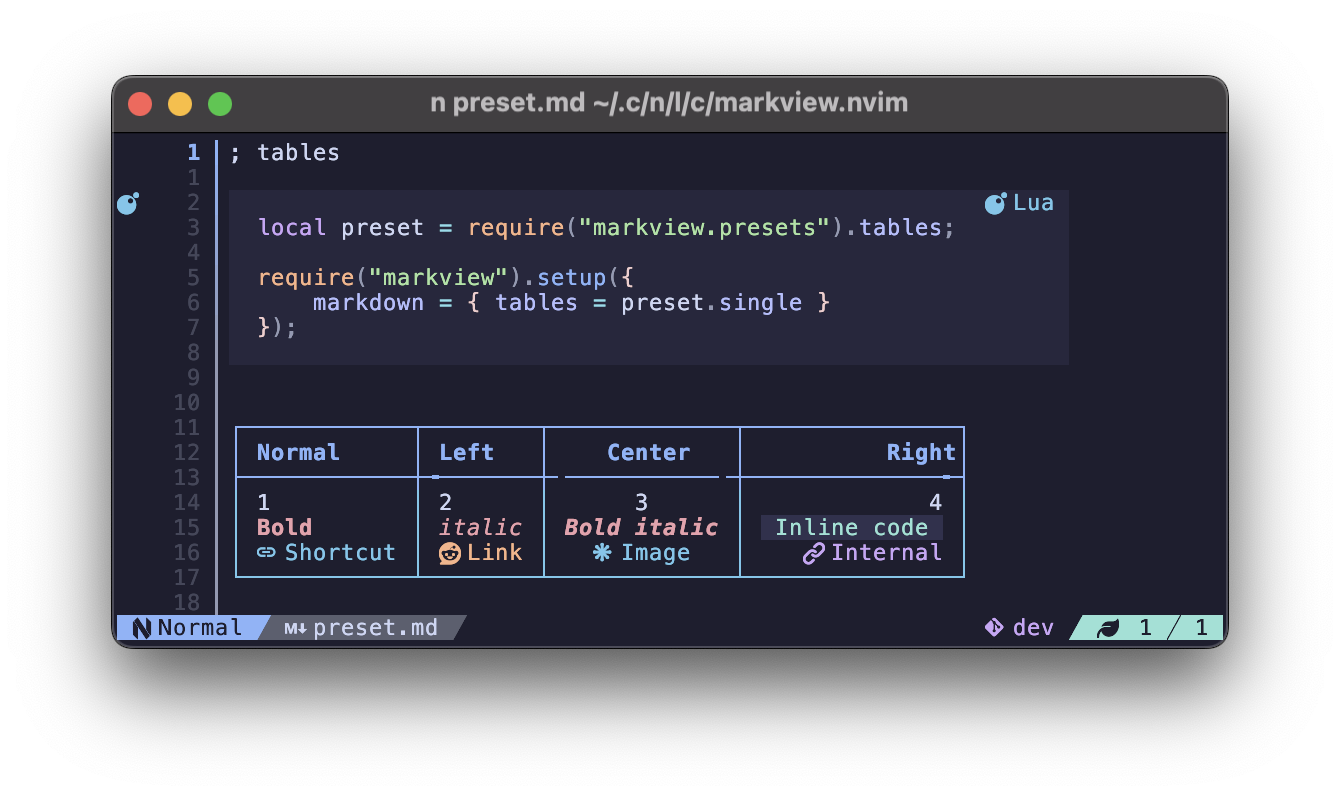 n preset.md ~/.c/n/l/c/markview.nvim
1 ; tables
1
2 Lua
3 local preset = require("markview.presets").tables;
4
5 require("markview").setup({
6 markdown = { tables = preset.single }
7 });
8
9
10
11
12 Normal Left Center Right
13
14 1 2 3 4
15 Bold italic Bold italic Inline code
16 Shortcut Link Image Internal
17
18
Normal M↓ preset.md dev 1 / 1